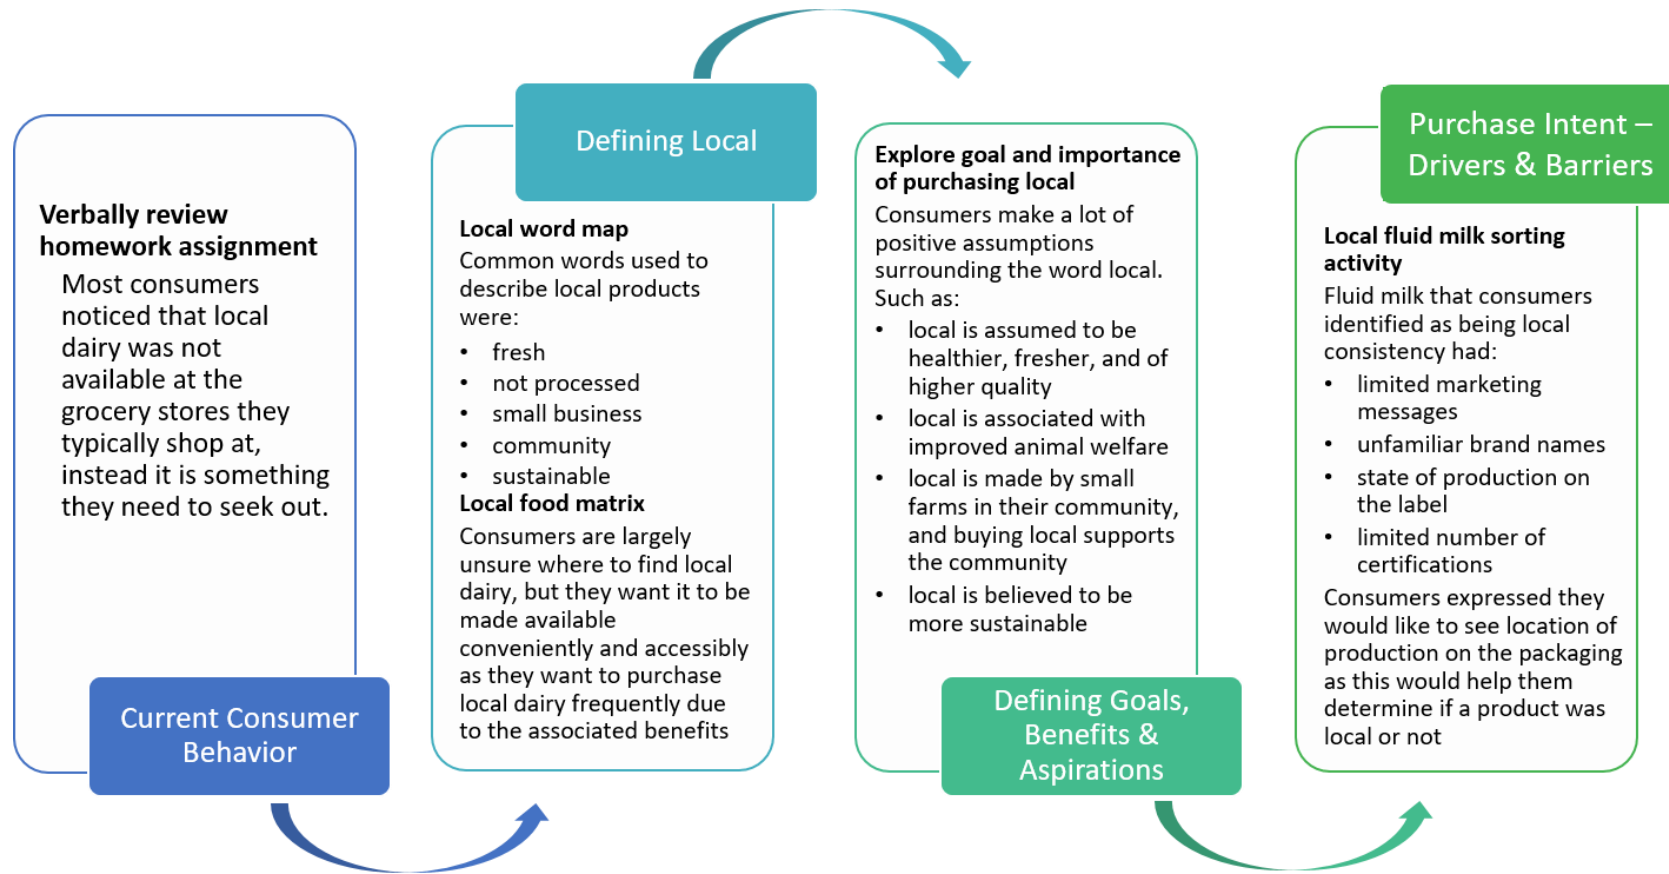 Verbally review
homework assignment
Most consumers
noticed that local
dairy was not
available at the
grocery stores they
typically shop at,
instead it is something
they need to seek out.
Current Consumer
Behavior
Defining Local
Local word map
Common words used to
describe local products
were:
• fresh
• not processed
• small business
• community
• sustainable
Local food matrix
Consumers are largely
unsure where to find local
dairy, but they want it to be
made available
conveniently and accessibly
as they want to purchase
local dairy frequently due
to the associated benefits
Explore goal and importance
of purchasing local
Consumers make a lot of
positive assumptions
surrounding the word local.
Such as:
• local is assumed to be
healthier, fresher, and of
higher quality
• local is associated with
improved animal welfare
• local is made by small
farms in their community,
and buying local supports
the community
• local is believed to be
more sustainable
Defining Goals,
Benefits &
Aspirations
Purchase Intent –
Drivers & Barriers
Local fluid milk sorting
activity
Fluid milk that consumers
identified as being local
consistency had:
• limited marketing
messages
• unfamiliar brand names
• state of production on
the label
• limited number of
certifications
Consumers expressed they
would like to see location of
production on the packaging
as this would help them
determine if a product was
local or not